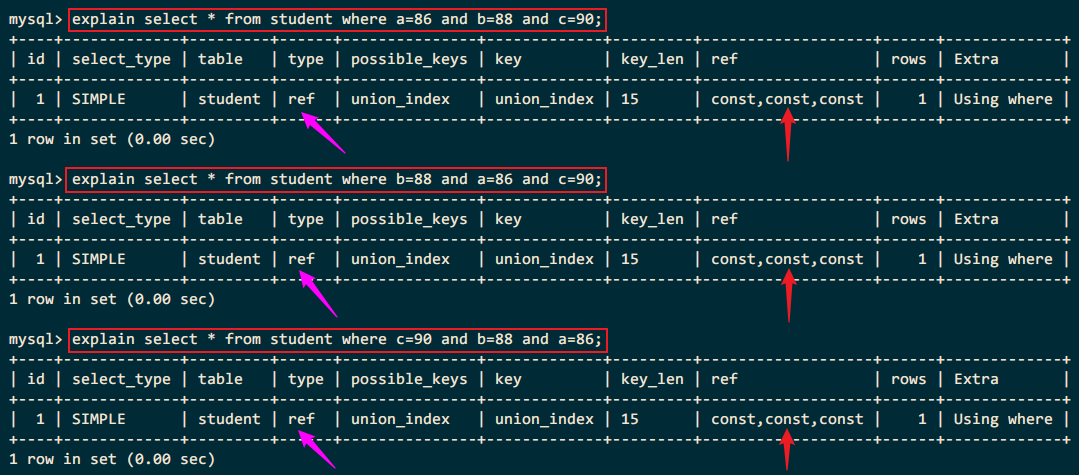 mysql> explain select * from student where a=86 and b=88 and c=90;
+----+-------------+---------+------+---------------+-------------+---------+-------------------+------+-------------+
| id | select_type | table   | type | possible_keys | key         | key_len | ref               | rows | Extra       |
+----+-------------+---------+------+---------------+-------------+---------+-------------------+------+-------------+
|  1 | SIMPLE      | student | ref  | union_index   | union_index | 15      | const,const,const |    1 | Using where |
+----+-------------+---------+------+---------------+-------------+---------+-------------------+------+-------------+
1 row in set (0.00 sec)
mysql> explain select * from student where b=88 and a=86 and c=90;
+----+-------------+---------+------+---------------+-------------+---------+-------------------+------+-------------+
| id | select_type | table   | type | possible_keys | key         | key_len | ref               | rows | Extra       |
+----+-------------+---------+------+---------------+-------------+---------+-------------------+------+-------------+
|  1 | SIMPLE      | student | ref  | union_index   | union_index | 15      | const,const,const |    1 | Using where |
+----+-------------+---------+------+---------------+-------------+---------+-------------------+------+-------------+
1 row in set (0.00 sec)
mysql> explain select * from student where c=90 and b=88 and a=86;
+----+-------------+---------+------+---------------+-------------+---------+-------------------+------+-------------+
| id | select_type | table   | type | possible_keys | key         | key_len | ref               | rows | Extra       |
+----+-------------+---------+------+---------------+-------------+---------+-------------------+------+-------------+
|  1 | SIMPLE      | student | ref  | union_index   | union_index | 15      | const,const,const |    1 | Using where |
+----+-------------+---------+------+---------------+-------------+---------+-------------------+------+-------------+
1 row in set (0.00 sec)